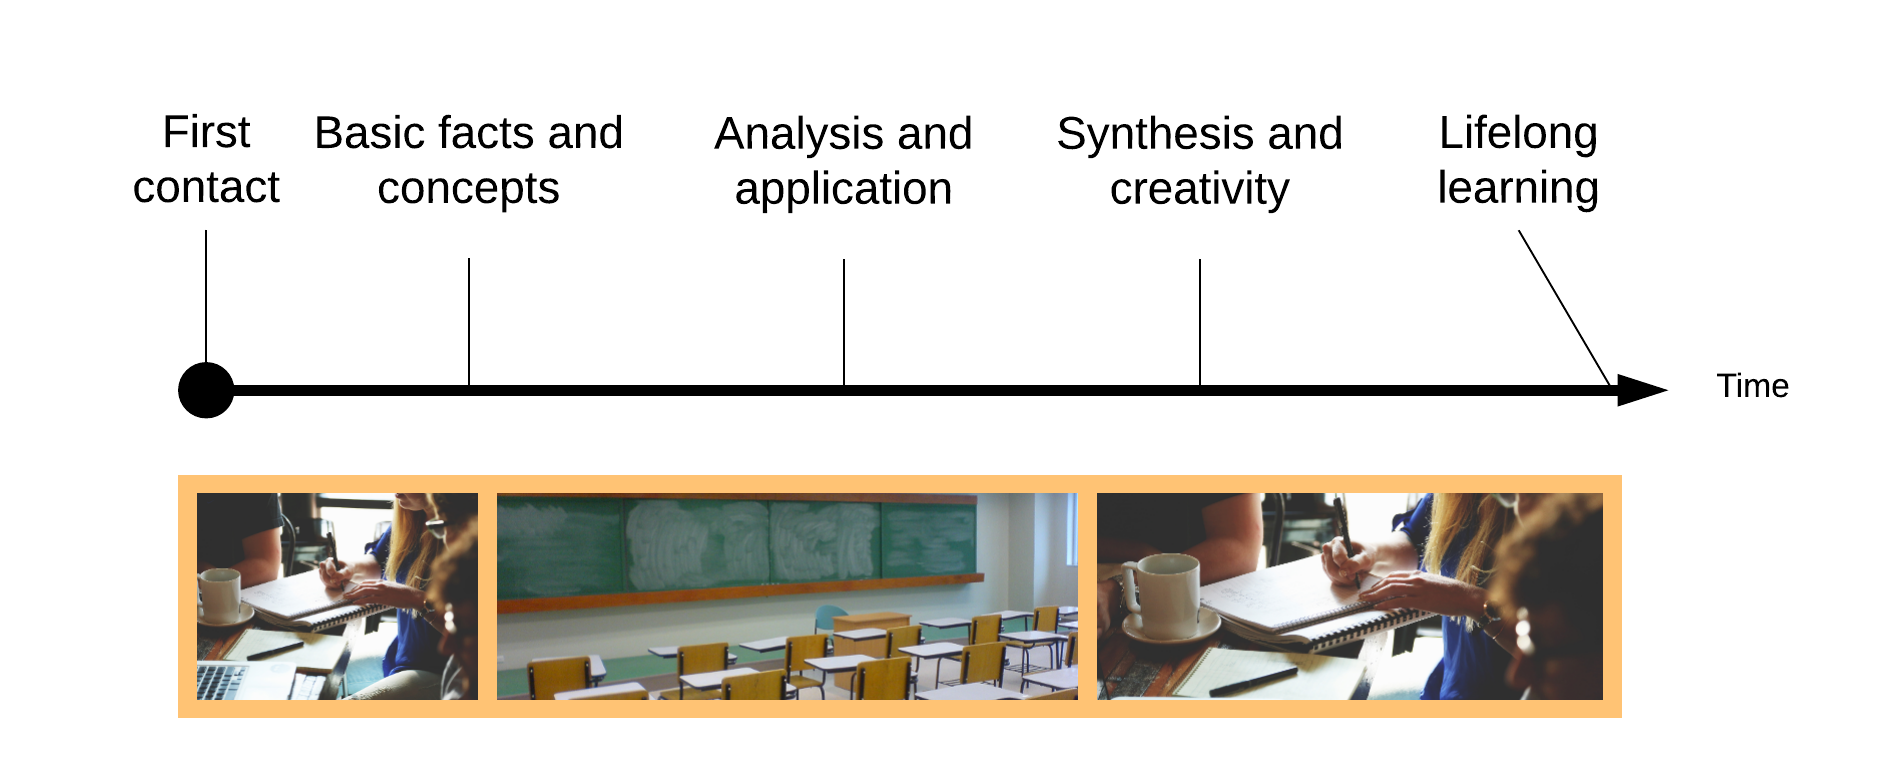 First
contact
Basic facts and
concepts
Analysis and
application
Synthesis and
creativity
Lifelong
learning
Time